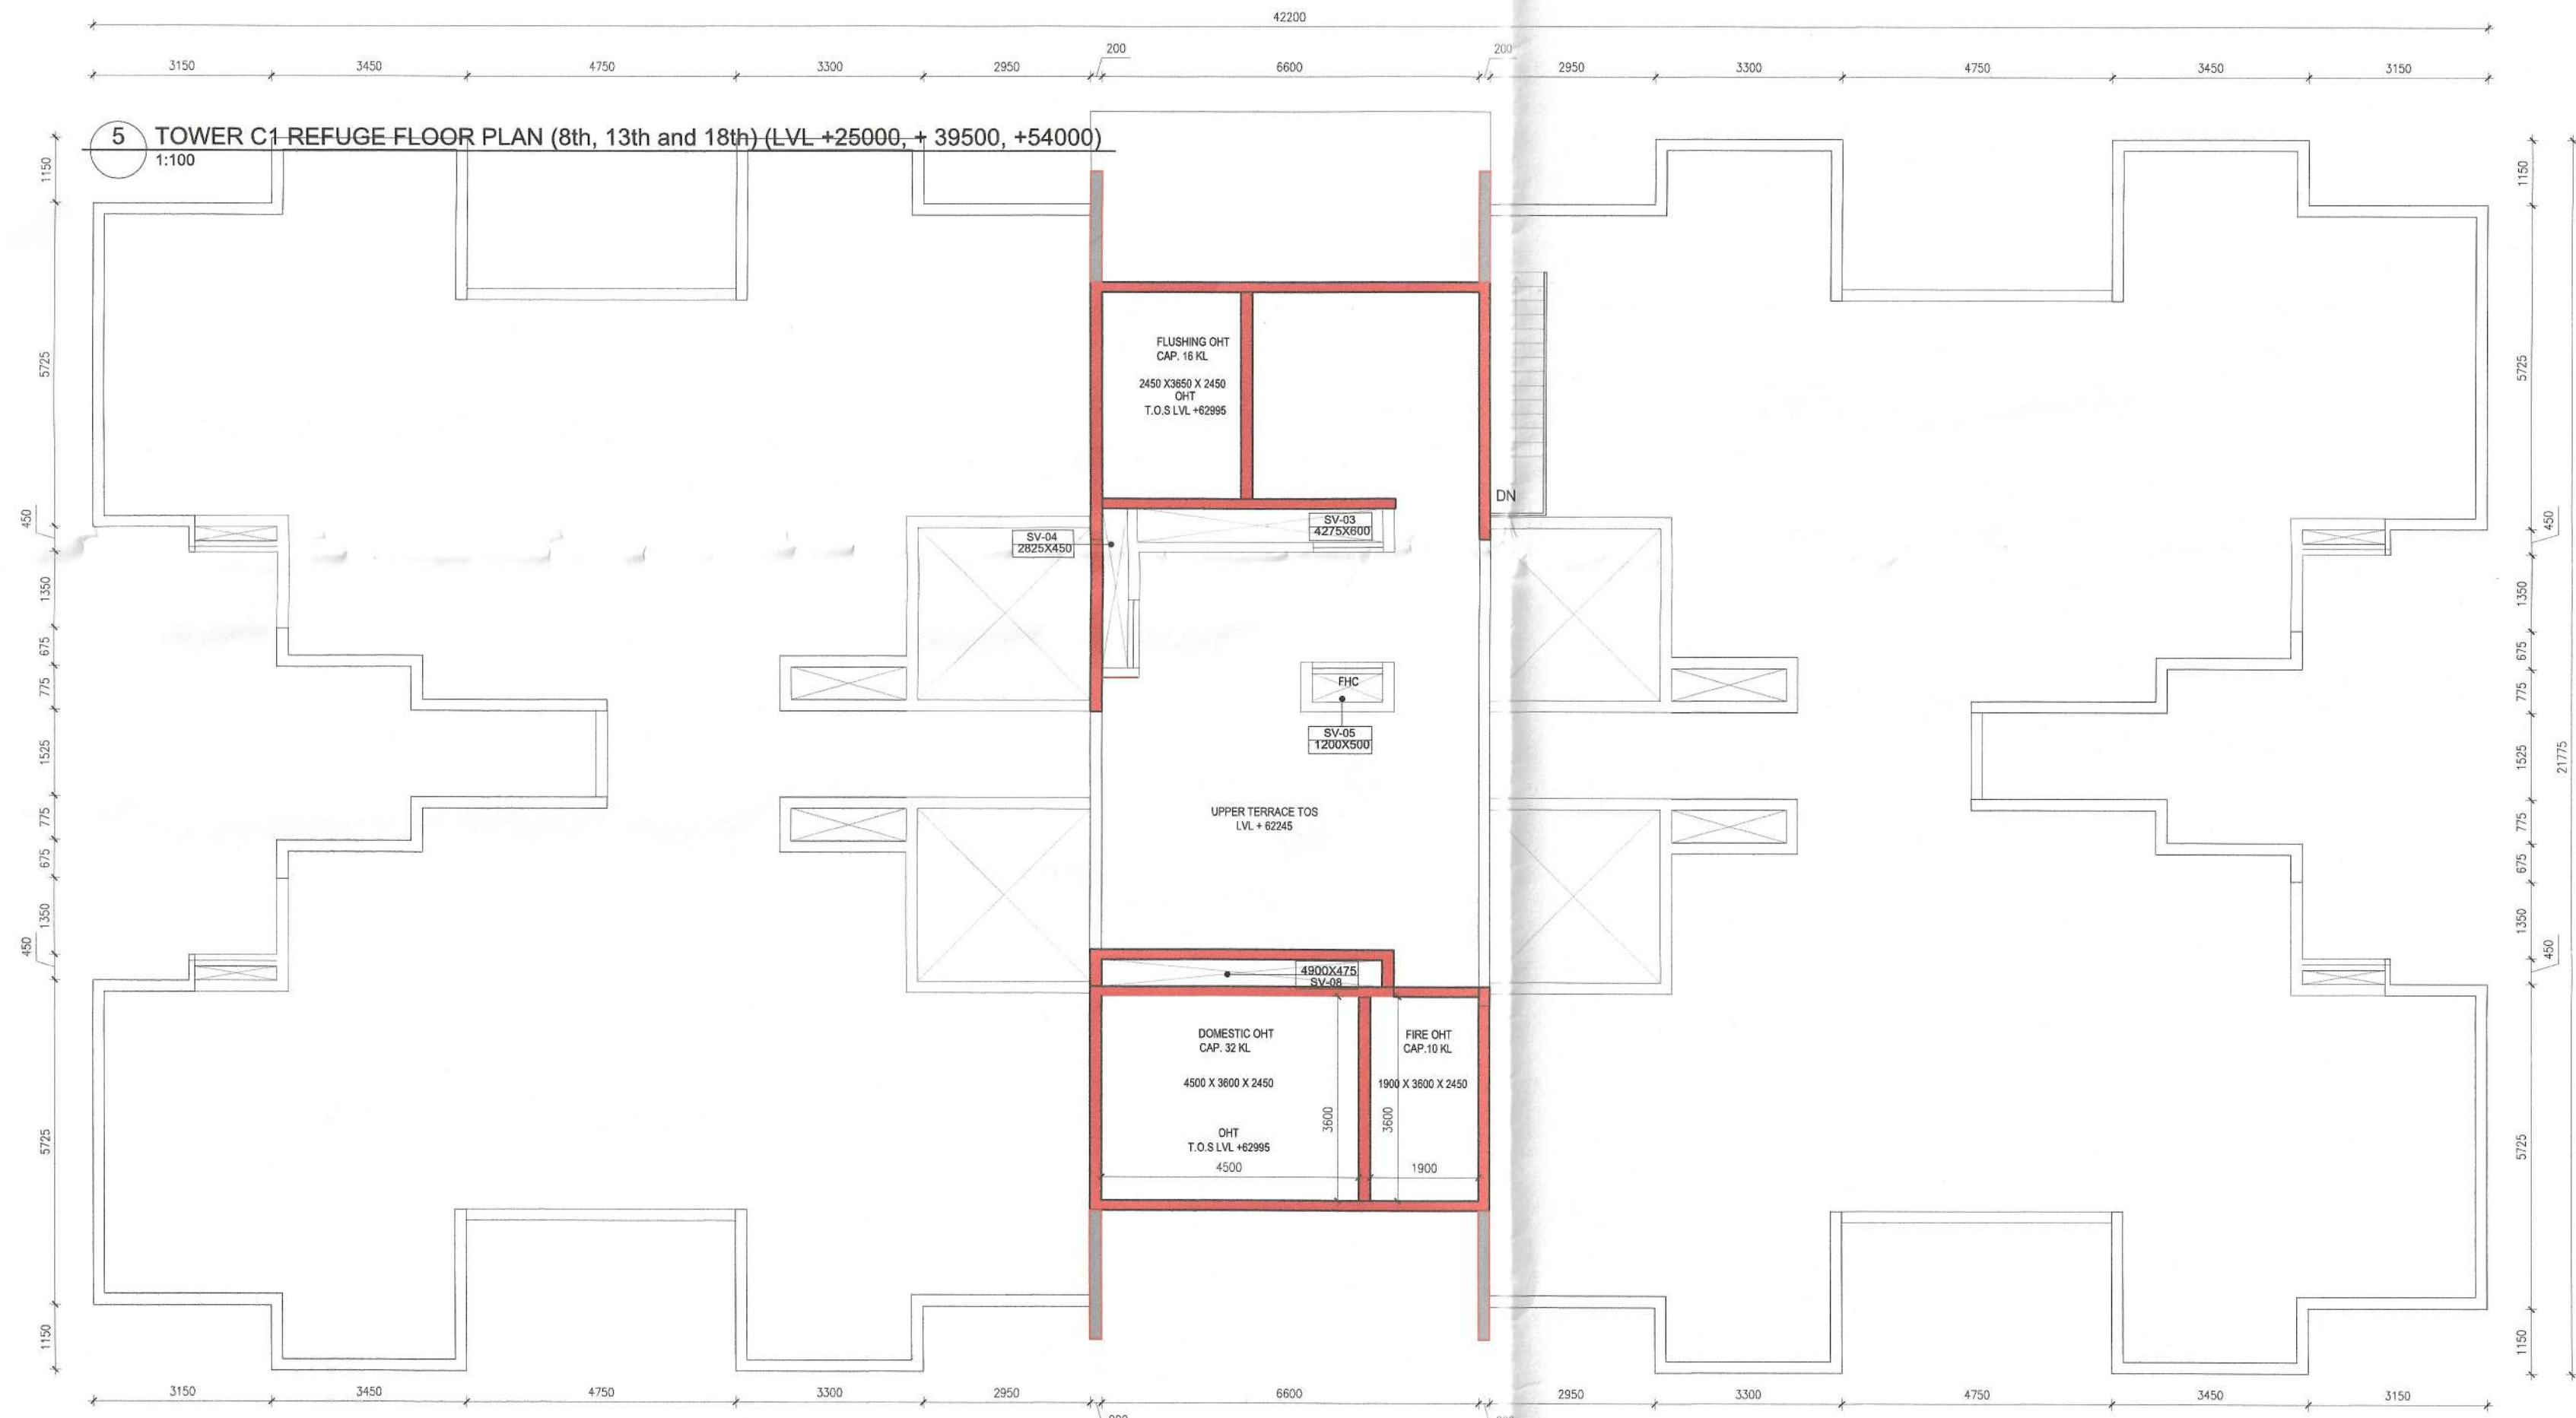 42200
200
200
3150
3450
4750
3300
2950
6600
2950
3300
4750
3450
3150
5
TOWER C1 REFUGE FLOOR PLAN (8th, 13th and 18th) (LVL +25000, + 39500, +54000)
1:100
1150
5725
450
1350
675
775
1525
775
675
1350
450
5725
1150
FLUSHING OHT
CAP. 16 KL
2450 X3650 X 2450
OHT
T.O.S LVL +62995
DN
SV-03
4275X600
SV-04
2825X450
FHC
SV-05
1200X500
UPPER TERRACE TOS
LVL + 62245
4900X475
SV-08
DOMESTIC OHT
CAP. 32 KL
4500 X 3600 X 2450
OHT
T.O.S LVL +62995
4500
3600
FIRE OHT
CAP.10 KL
1900 X 3600 X 2450
3600
1900
1150
5725
450
1350
675
775
1525
21775
775
675
1350
450
5725
1150
3150
3450
4750
3300
2950
6600
2950
3300
4750
3450
3150